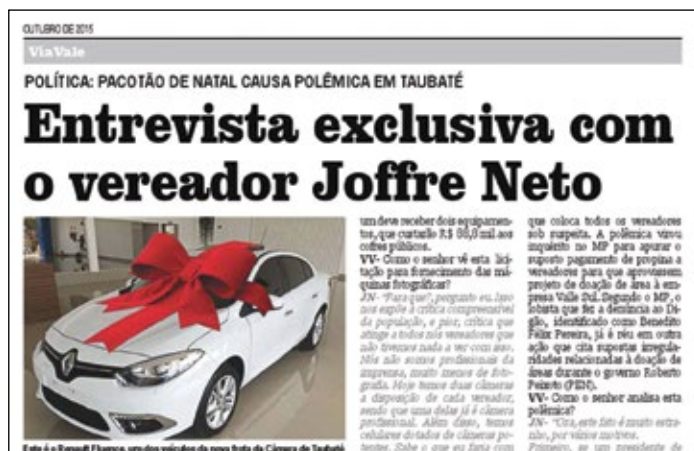 OUTUBRO DE 2015
ViaVale
POLÍTICA: PACOTÃO DE NATAL CAUSA POLÊMICA EM TAUBATÉ
Entrevista exclusiva com
o vereador Joffre Neto
um deve receber dois equipamen-
tos, que custarão R$ mil aos
cofres públicos.
VV- Como o senhor vê esta lici-
tação para fornecimento das má-
quinas fotográficas?
JN- "Para que?, pergunto eu. Isso
nos expõe à crítica compreensível
da população, e pior, crítica que
atinge a todos nós vereadores que
não tivemos nada a ver com isso.
Nós não somos profissionais da
imprensa, muito menos de foto-
grafia. Hoje temos duas câmeras
a disposição de cada vereador,
sendo que uma delas já é câmera
profissional. Além disso, temos
celulares dotados de câmeras po-
tentes. Sabe o que eu faria com
que coloca todos os vereadores
sob suspeita. A polêmica virou
inquérito no MP para apurar o
suposto pagamento de propina a
vereadores para que aprovassem
projeto de doação de área à em-
presa Valle Sul. Segundo o MP, o
lobista que fez a denúncia ao Di-
gão, identificado como Benedito
Felix Pereira, já é réu em outra
ação que cita supostas irregula-
ridades relacionadas à doação de
áreas durante o governo Roberto
Peixoto (PEN).
VV- Como o senhor analisa esta
polêmica?
JN- "Ora, este fato é muito estra-
nho, por vários motivos.
Primeiro, se um presidente de
Este é o Renault Fluence, um dos veículos da nova frota da Câmara de Taubaté